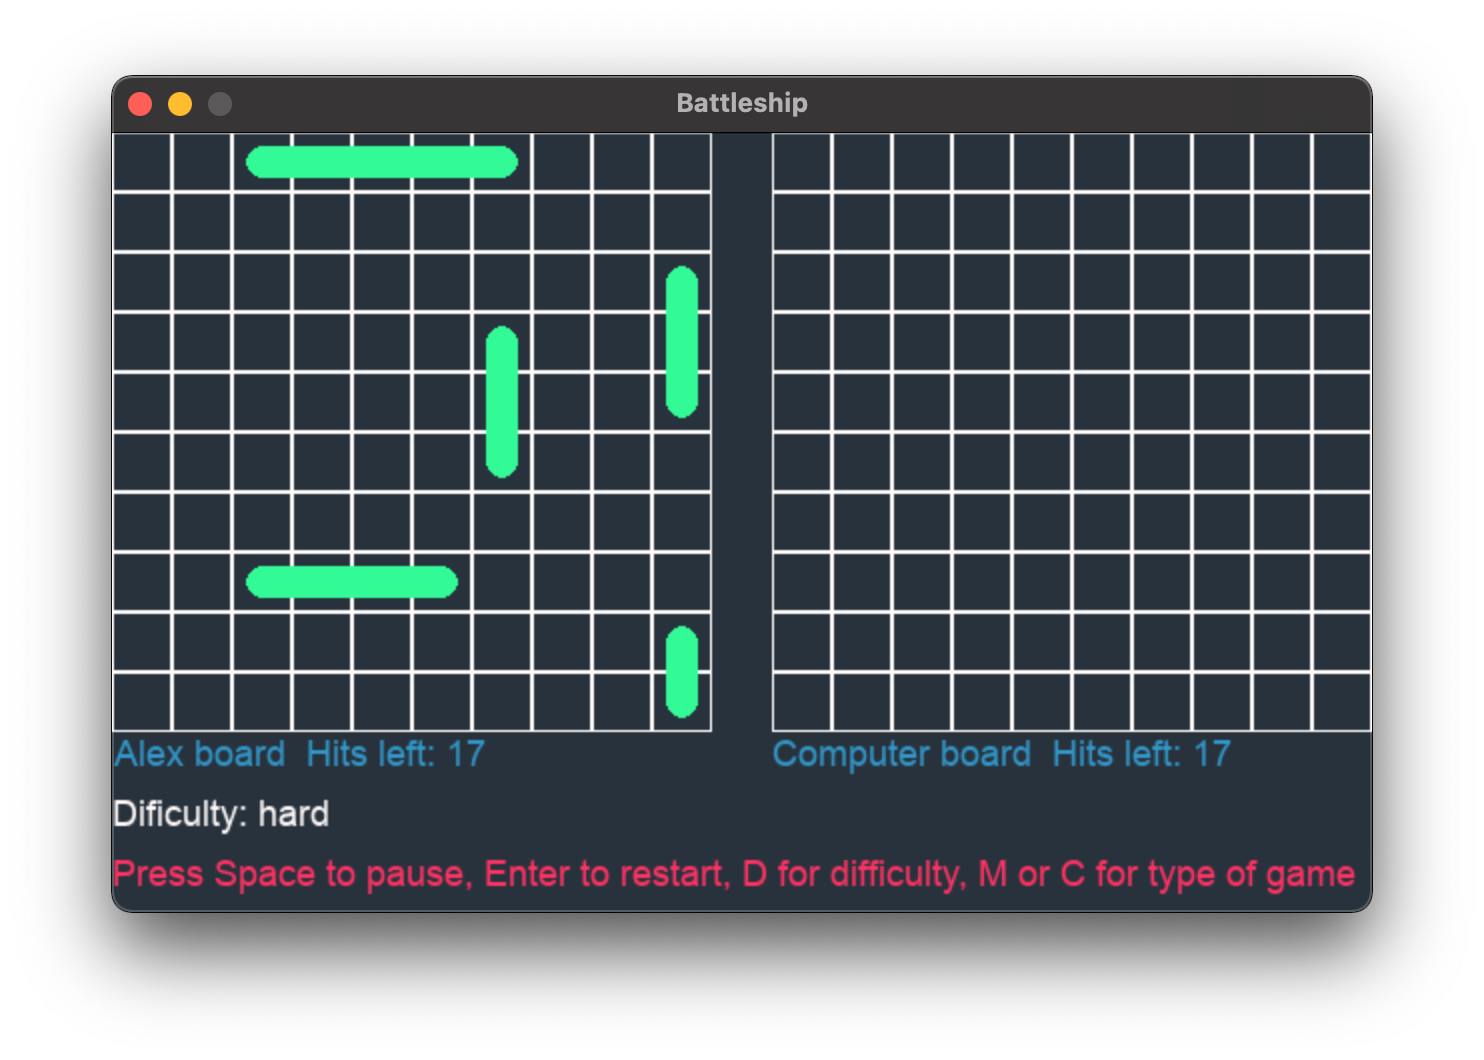 Battleship
Alex board  Hits left: 17
Computer board  Hits left: 17
Dificulty: hard
Press Space to pause, Enter to restart, D for difficulty, M or C for type of game